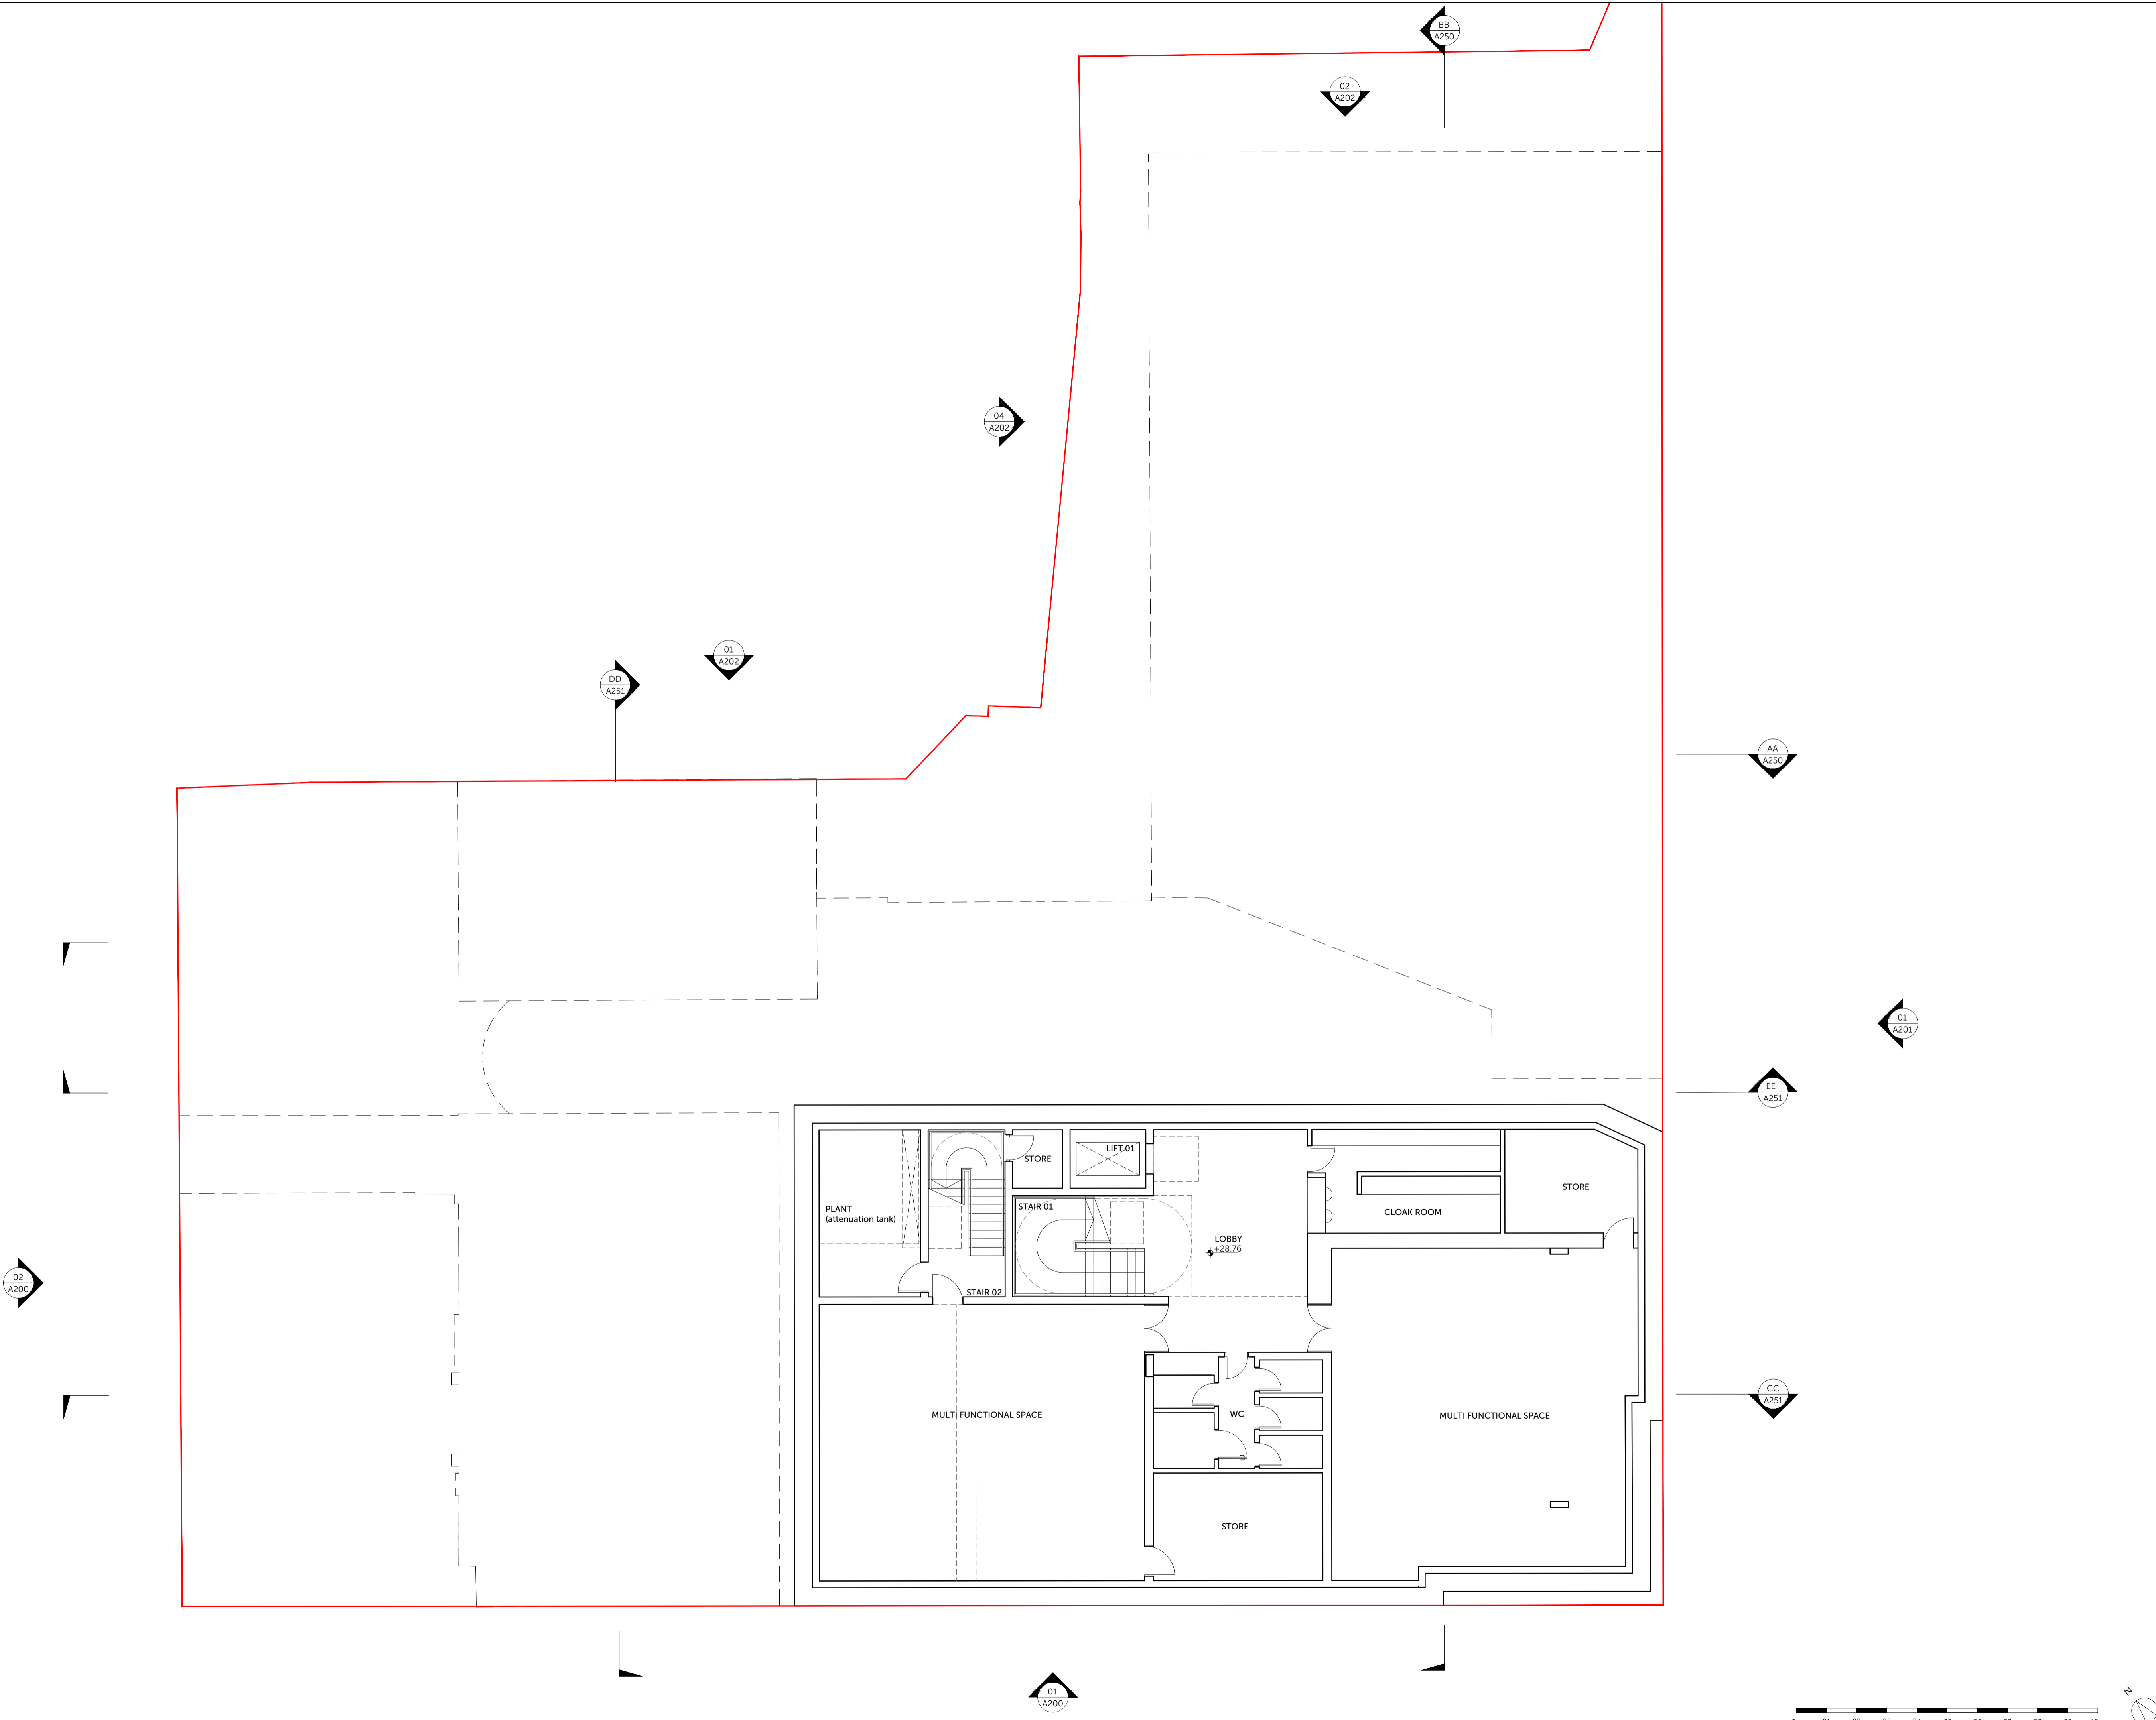 BB
A250
02
A202
04
A202
01
A202
DD
A251
AA
A250
01
A201
EE
A251
STORE
LIFT 01
STORE
PLANT
(attenuation tank)
STAIR 01
CLOAK ROOM
LOBBY
+28.76
02
A200
STAIR 02
CC
A251
MULTI FUNCTIONAL SPACE
WC
MULTI FUNCTIONAL SPACE
STORE
01
A200
N